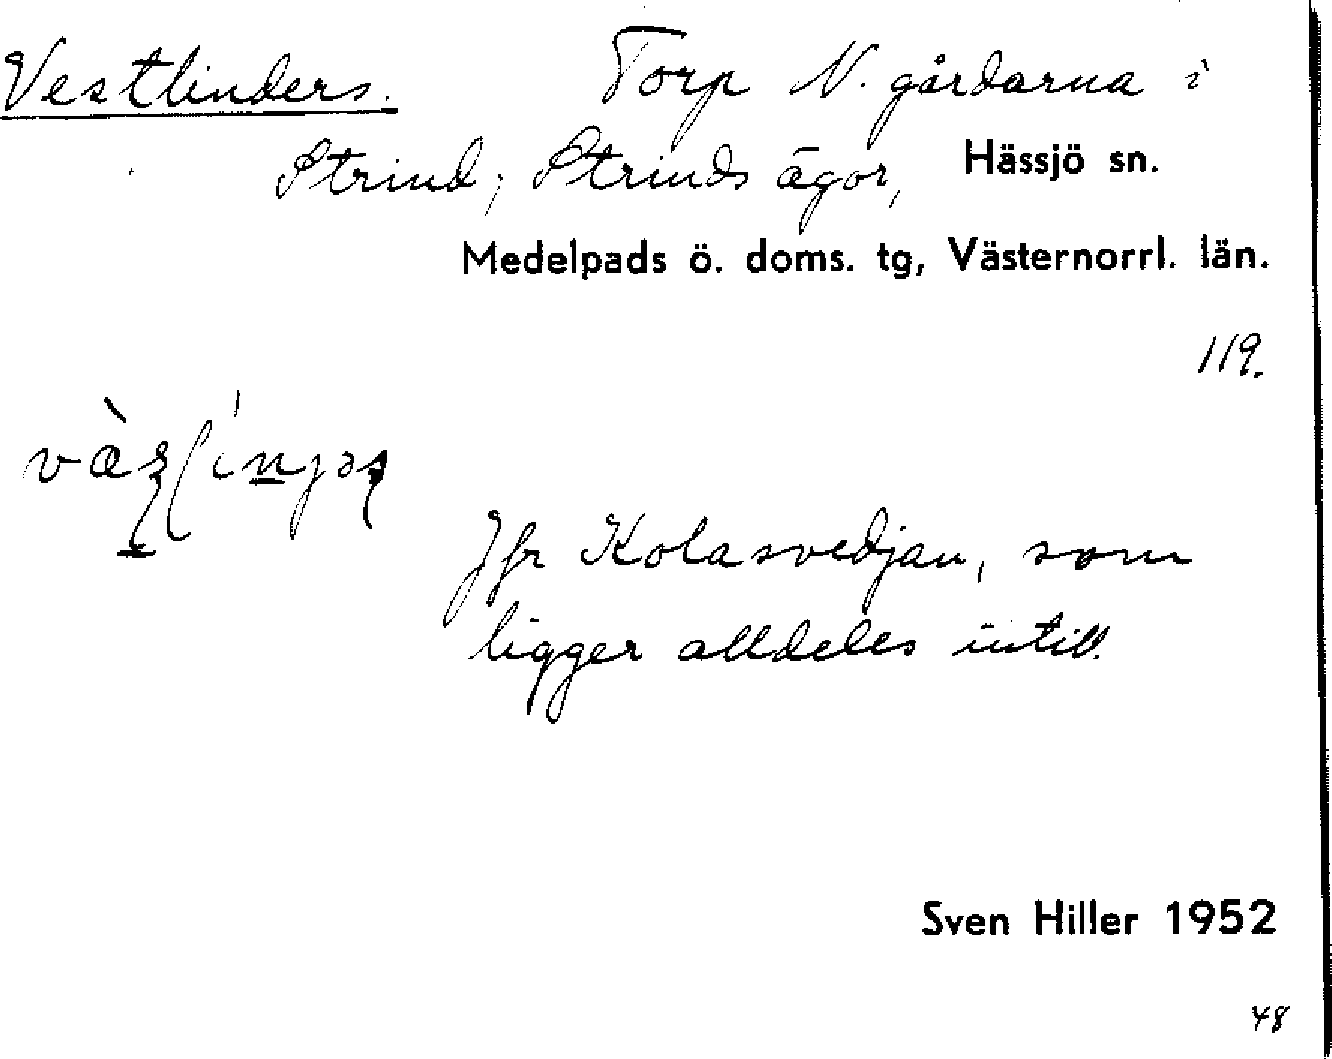 Vestlinders. Torp N. gårdarna i
Strind; Strinds ägor, Hässjö sn.
Medelpads ö. doms. tg, Västernorrl. län.
119.
Jfr Kolasvedjan, som
ligger alldeles intill.
Sven Hiller 1952
48